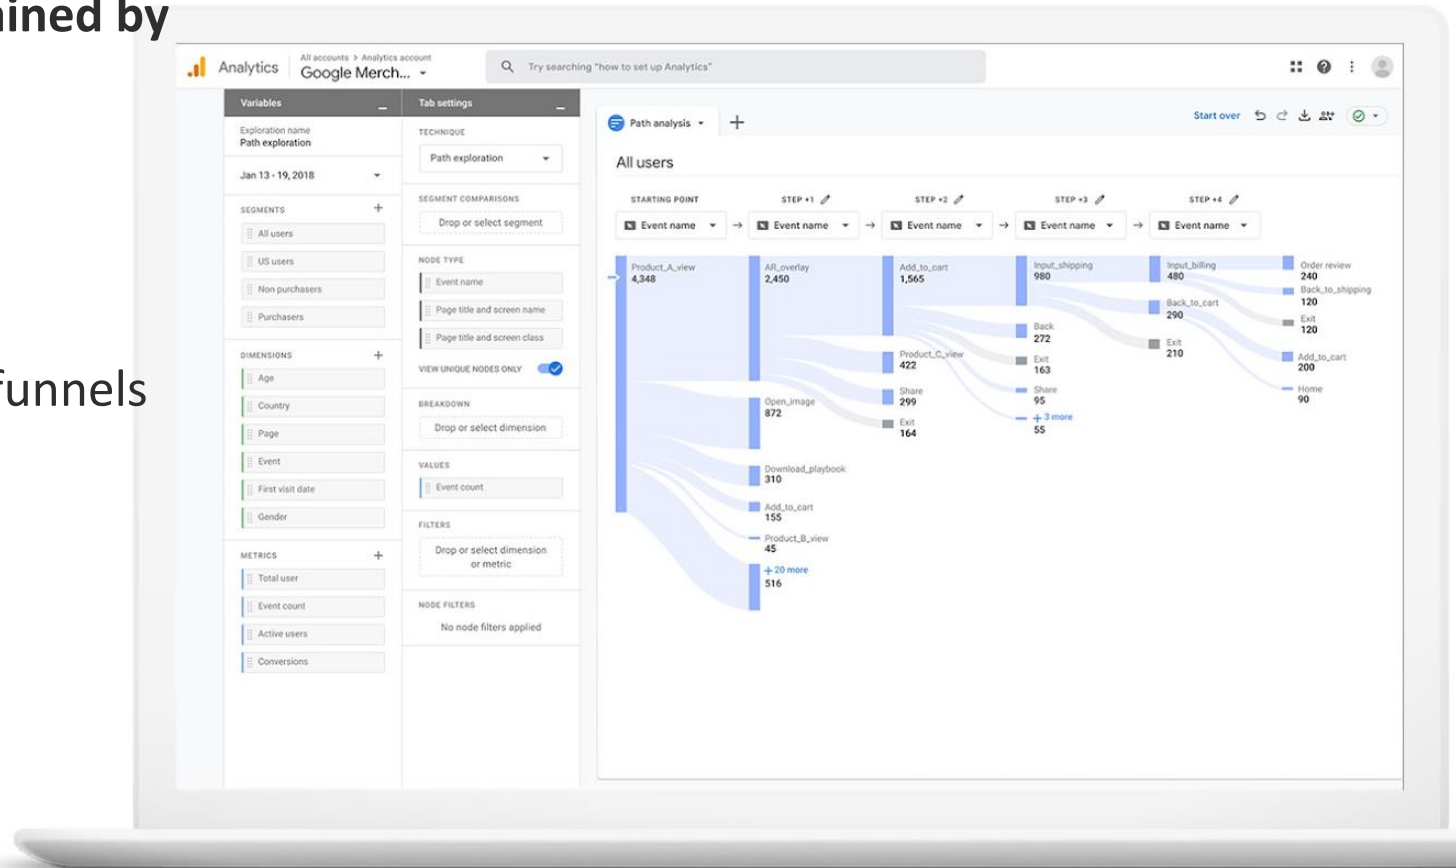 ained by
funnels
Analytics
All accounts > Analytics account
Google Merch...
Try searching "how to set up Analytics"
Variables
Exploration name
Path exploration
Jan 13 - 19, 2018
SEGMENTS
All users
US users
Non purchasers
Purchasers
DIMENSIONS
Age
Country
Page
Event
First visit date
Gender
METRICS
Total user
Event count
Active users
Conversions
Tab settings
TECHNIQUE
Path exploration
SEGMENT COMPARISONS
Drop or select segment
NODE TYPE
Event name
Page title and screen name
Page title and screen class
VIEW UNIQUE NODES ONLY
BREAKDOWN
Drop or select dimension
VALUES
Event count
FILTERS
Drop or select dimension
or metric
NODE FILTERS
No node filters applied
Path analysis
Start over
All users
STARTING POINT
Event name
STEP +1
Event name
STEP +2
Event name
STEP +3
Event name
STEP +4
Event name
Product_A_view
4,348
AR_overlay
2,450
Open_image
872
Download_playbook
310
Add_to_cart
155
Product_B_view
45
+ 20 more
516
Add_to_cart
1,565
Product_C_view
422
Share
299
Exit
164
Input_shipping
980
Back
272
Exit
163
Share
95
+ 3 more
55
Input_billing
480
Back_to_cart
290
Exit
210
Order review
240
Back_to_shipping
120
Exit
120
Add_to_cart
200
Home
90